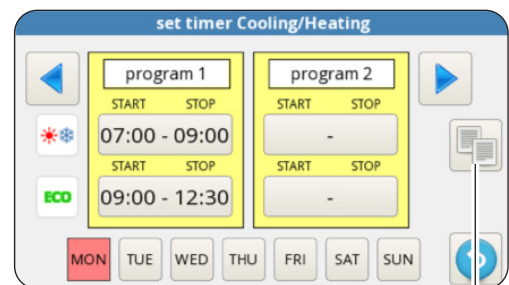 set timer Cooling/Heating
program 1 program 2
START STOP START STOP
07:00 - 09:00 -
START STOP START STOP
ECO 09:00 - 12:30 -
MON TUE WED THU FRI SAT SUN